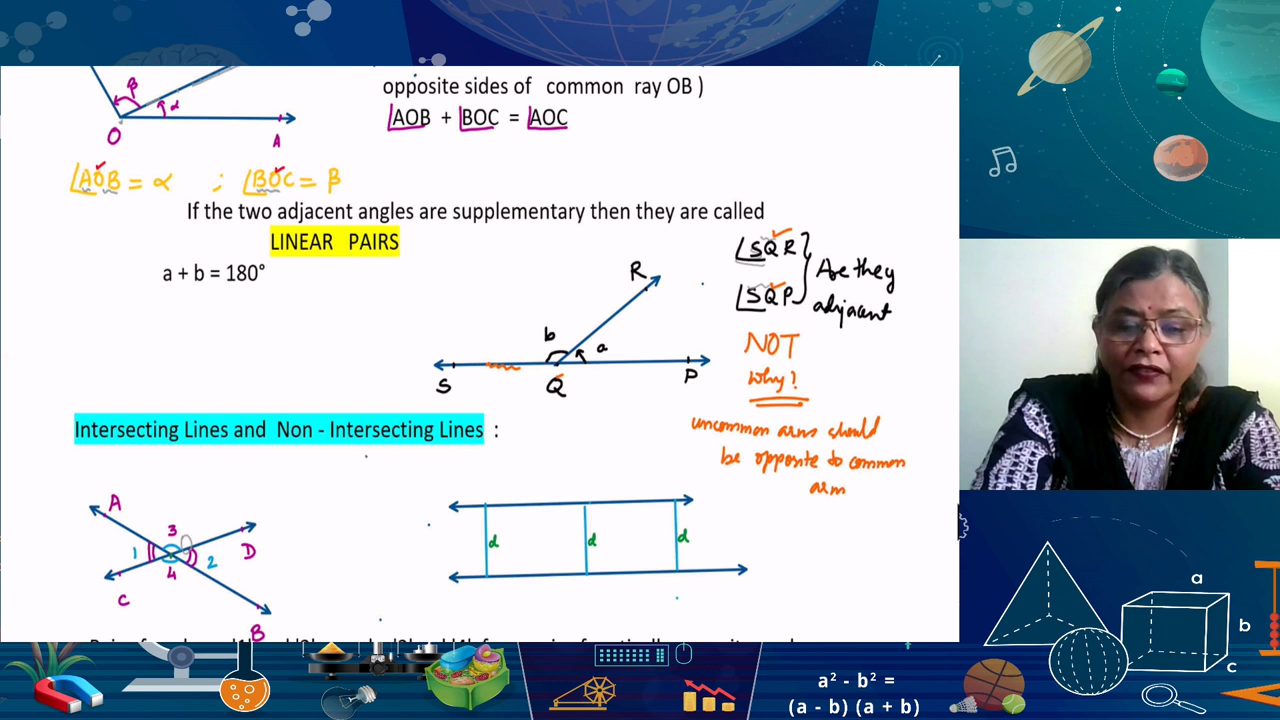 opposite sides of common ray OB )
∠AOB + ∠BOC = ∠AOC
β
α
O
A
∠AOB = α ; ∠BOC = β
If the two adjacent angles are supplementary then they are called
LINEAR PAIRS
a + b = 180°
R
b
a
S
Q
P
∠SQR
∠SQP
Are they
adjacent
NOT
Why?
uncommon arms should
be opposite to common
arm
Intersecting Lines and Non - Intersecting Lines :
A
3
D
1
2
4
C
B
d
d
d
a
b
c
a² - b² =
(a - b) (a + b)